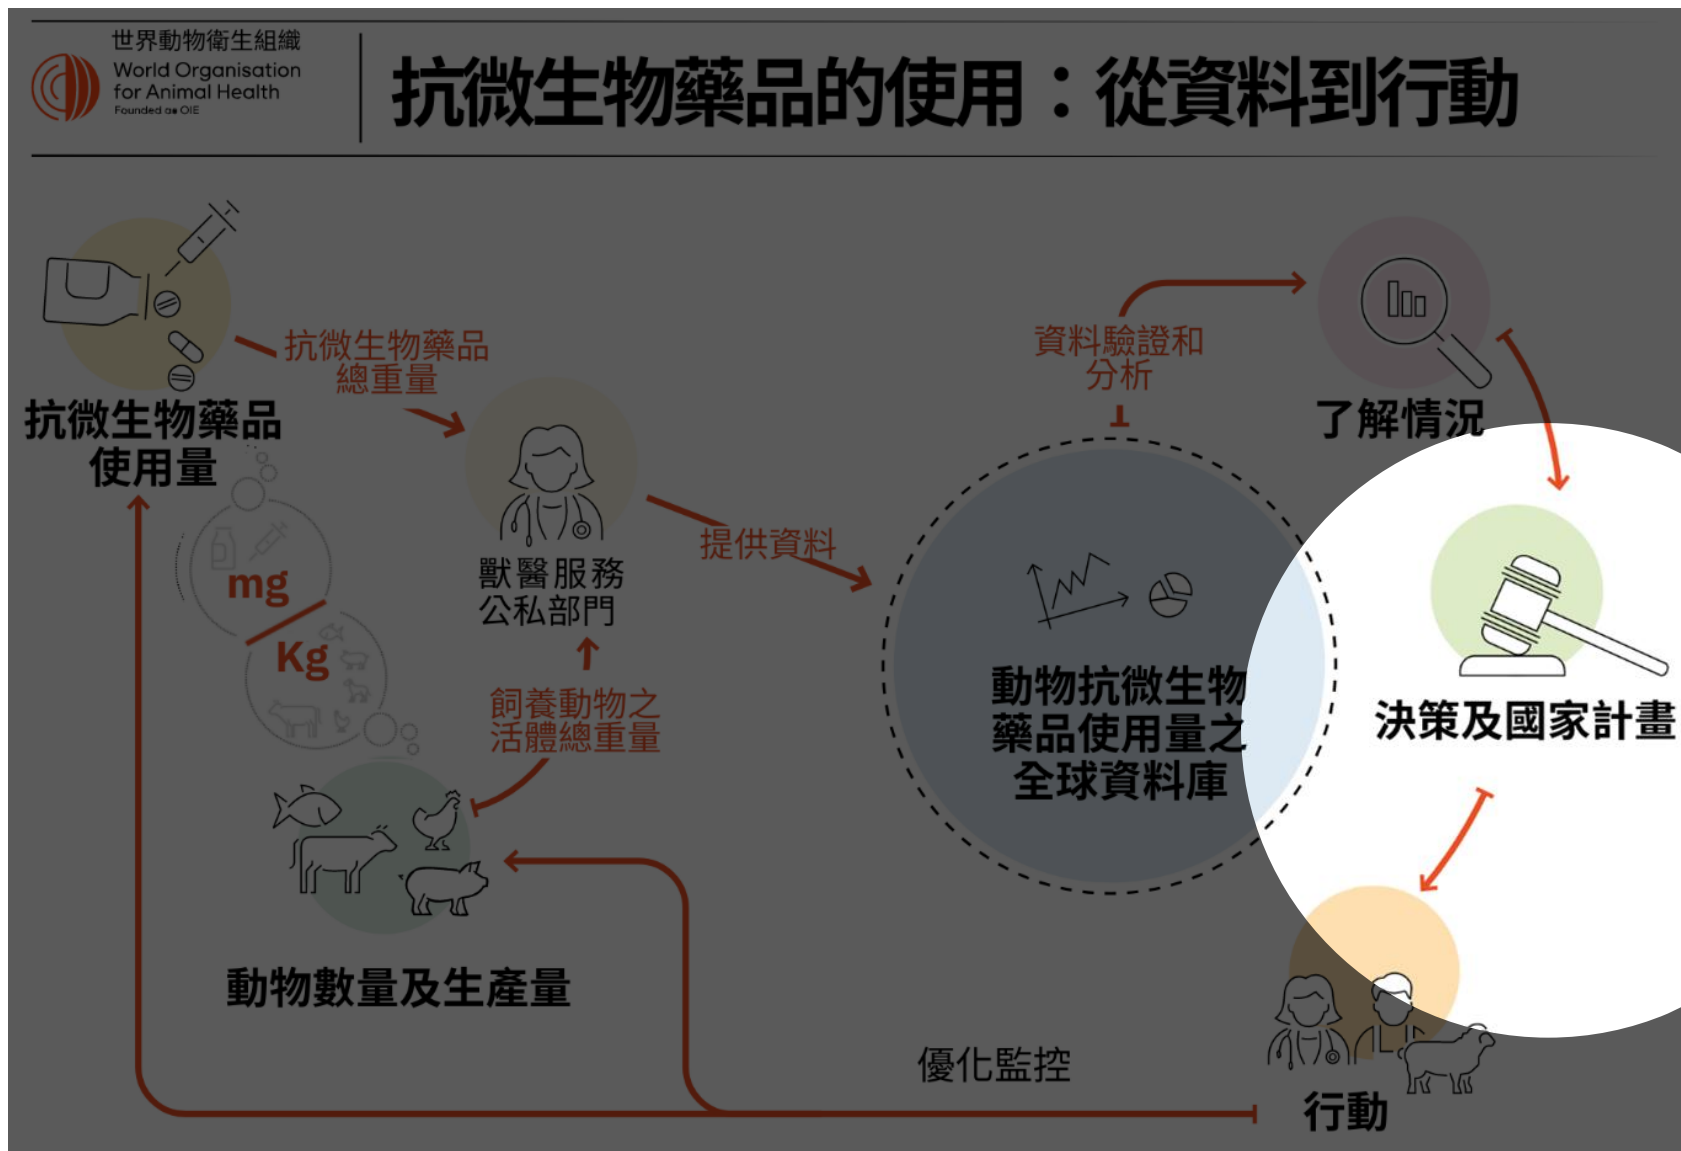 世界動物衛生組織
World Organisation
for Animal Health
Founded as OIE
抗微生物藥品的使用：從資料到行動
抗微生物藥品
使用量
抗微生物藥品
總重量
mg
Kg
獸醫服務
公私部門
飼養動物之
活體總重量
動物數量及生產量
提供資料
動物抗微生物
藥品使用量之
全球資料庫
資料驗證和
分析
了解情況
決策及國家計畫
行動
優化監控